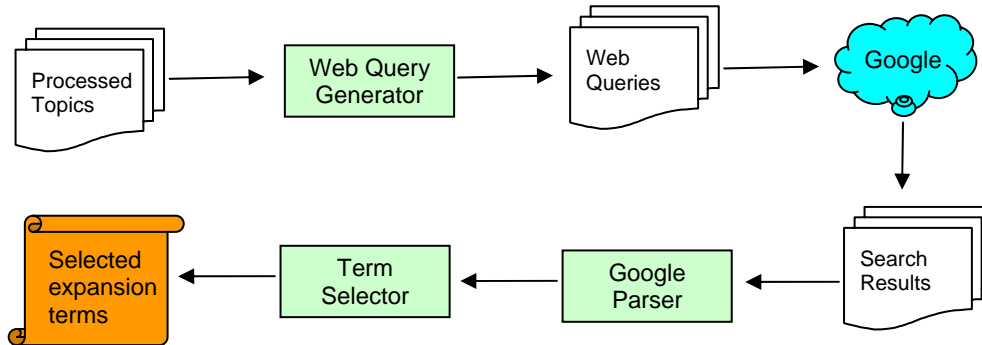 Processed
Topics
Web Query
Generator
Web
Queries
Google
Search
Results
Google
Parser
Term
Selector
Selected
expansion
terms